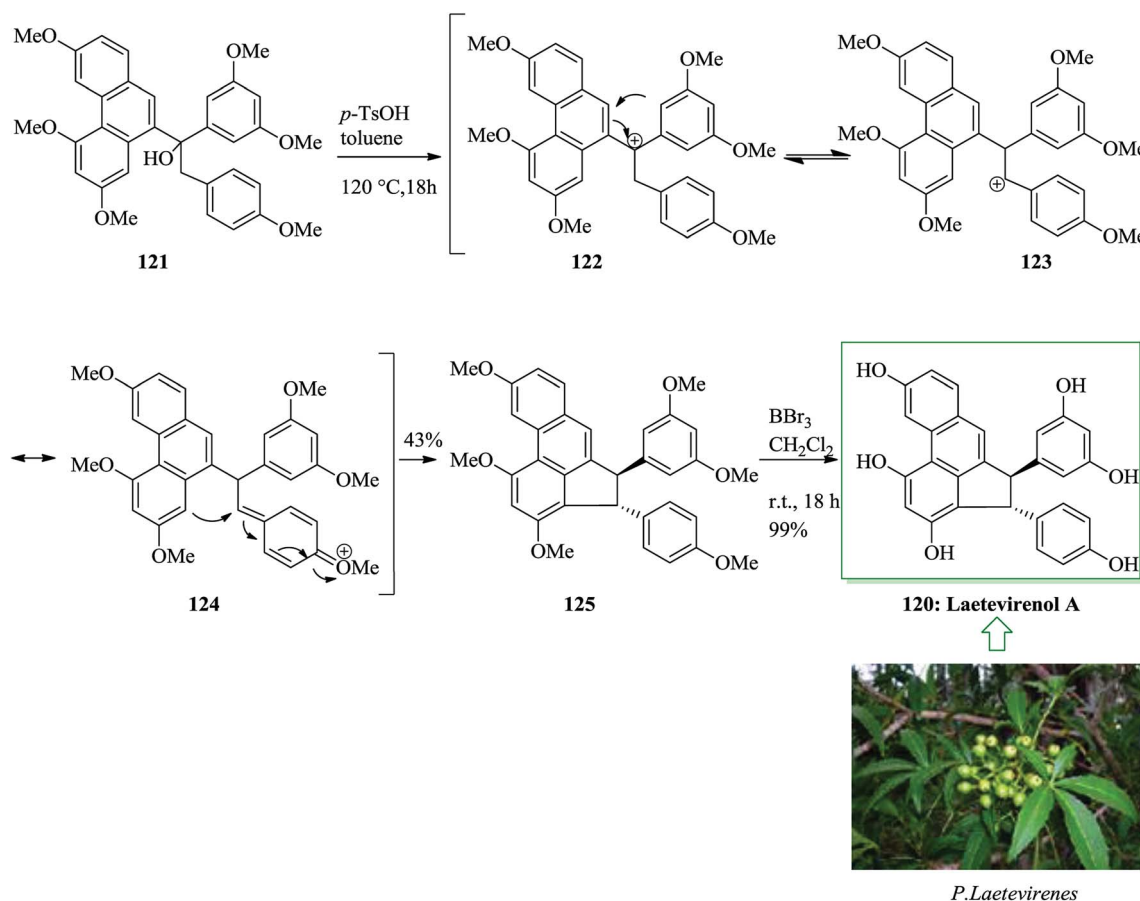 MeO
OMe
MeO
OMe
HO
OMe
OMe
121
p-TsOH
toluene
120 °C,18h
MeO
OMe
MeO
⊕
OMe
OMe
OMe
122
MeO
OMe
MeO
OMe
⊕
OMe
OMe
123
MeO
OMe
MeO
OMe
OMe
⊕
OMe
124
43%
MeO
OMe
MeO
OMe
OMe
OMe
125
BBr₃
CH₂Cl₂
r.t., 18 h
99%
HO
OH
HO
OH
OH
OH
120: Laetevirenol A
P.Laetevirenes